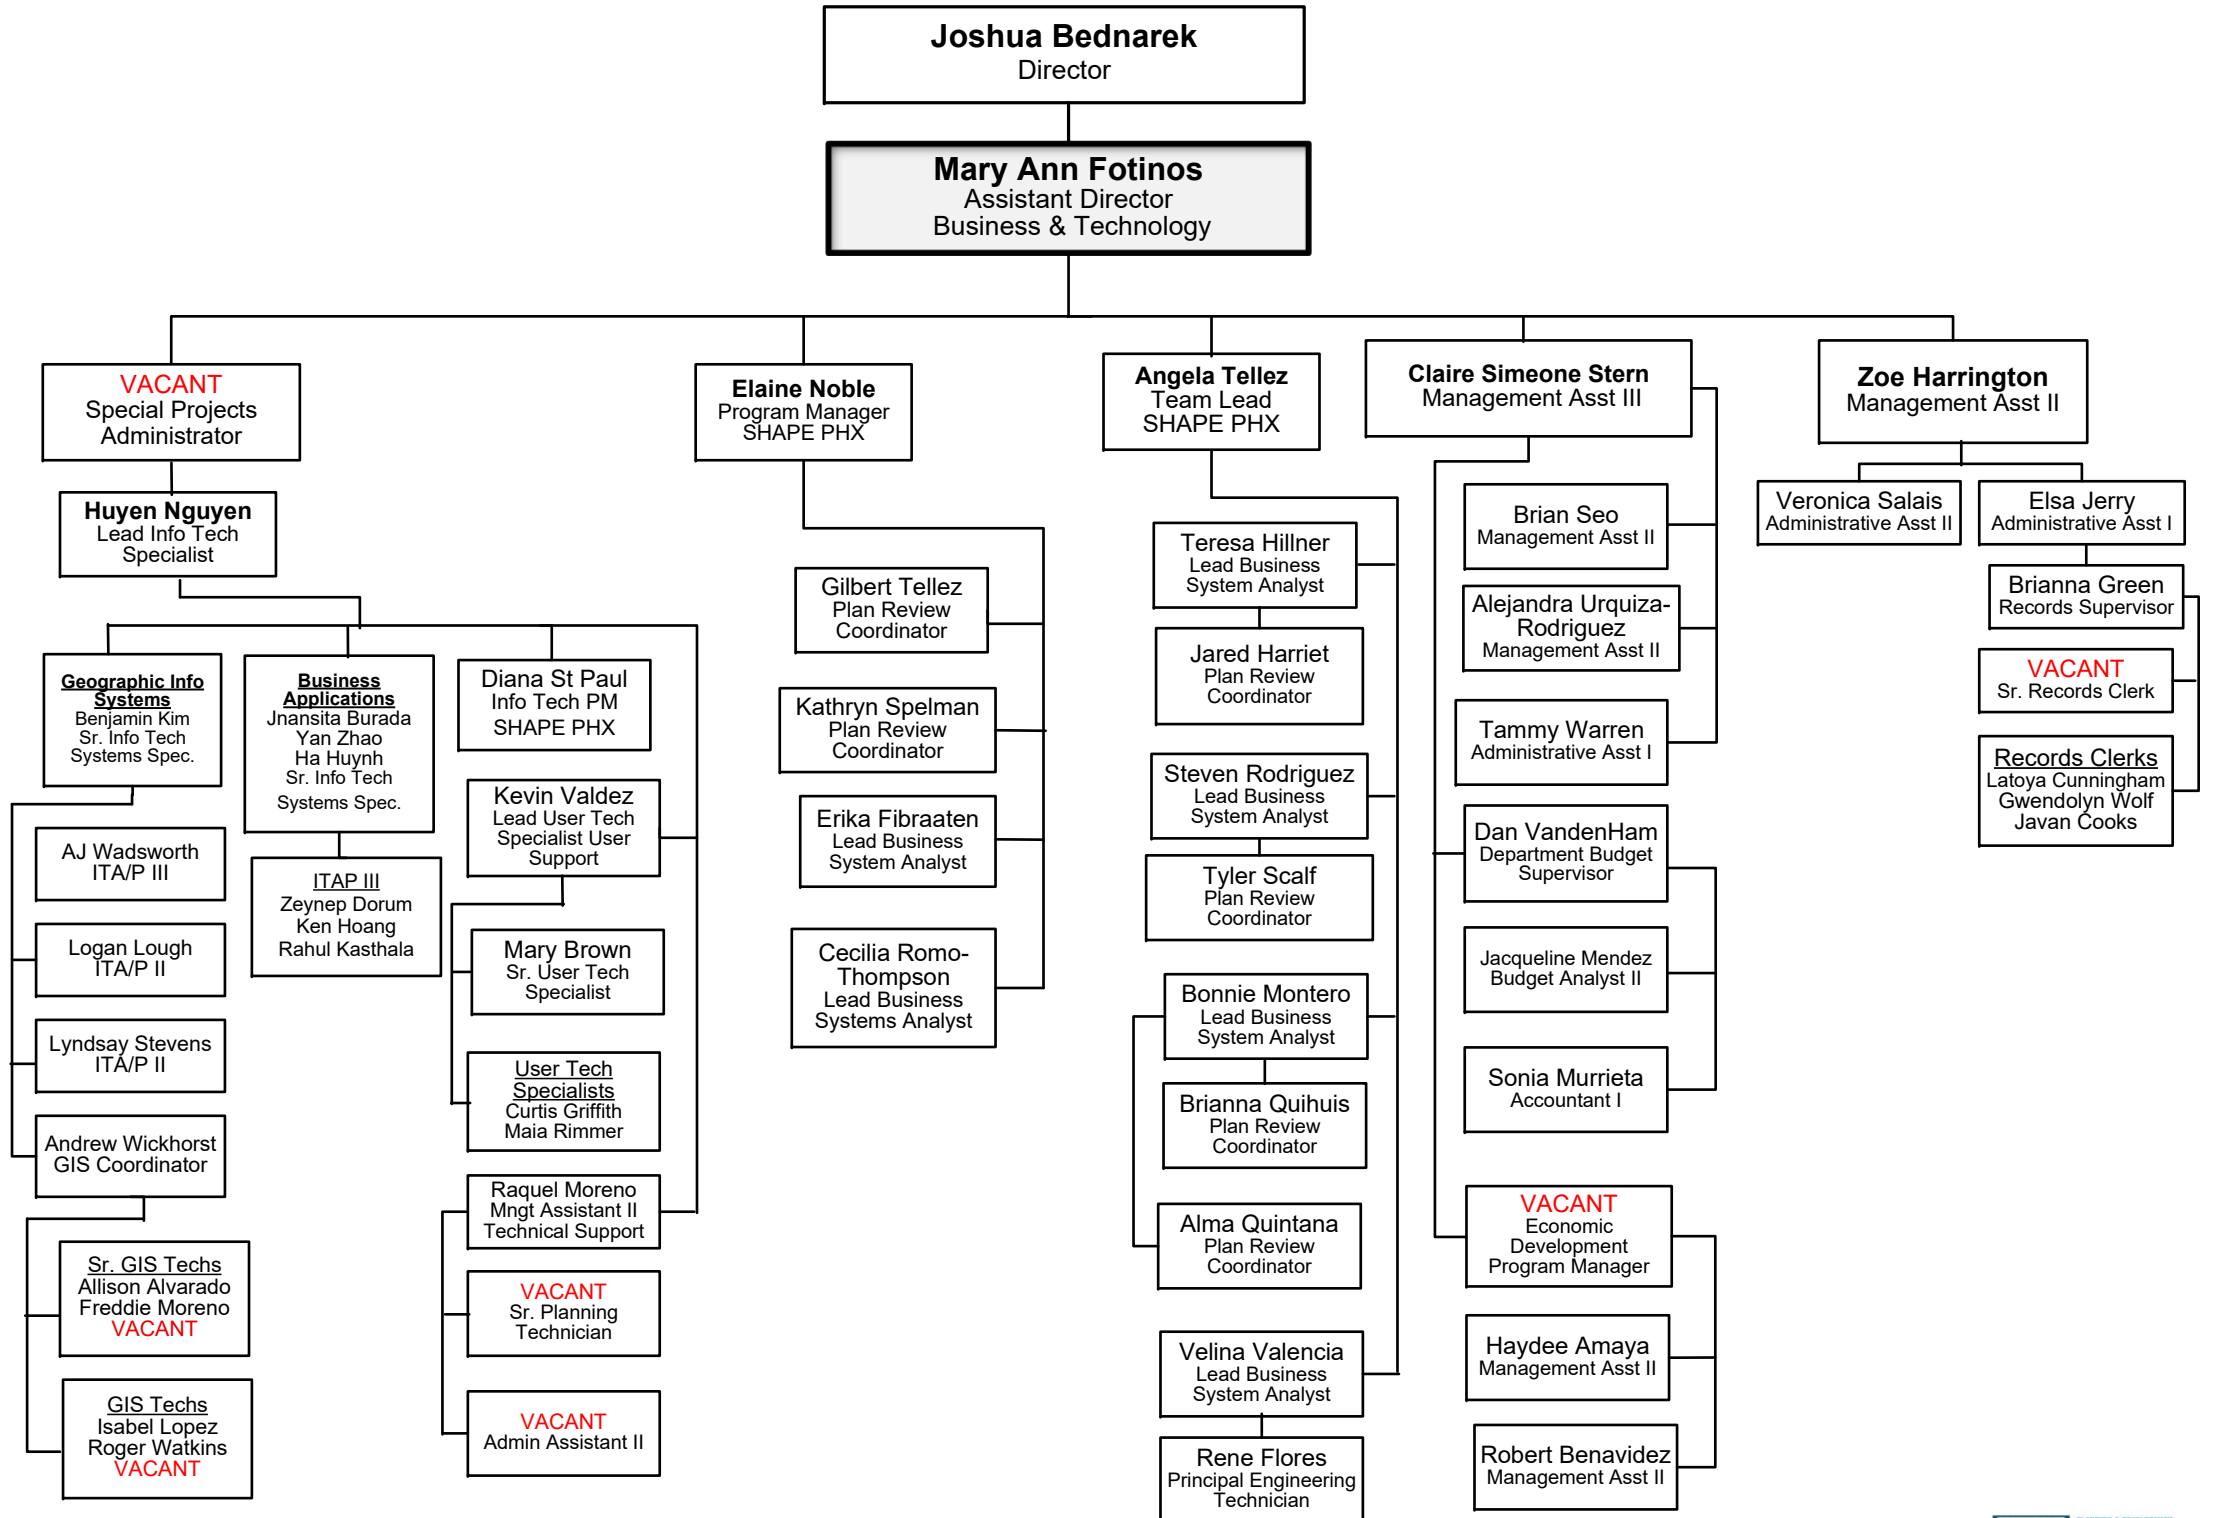 Joshua Bednarek
Director
Mary Ann Fotinos
Assistant Director
Business & Technology
VACANT
Special Projects
Administrator
Huyen Nguyen
Lead Info Tech
Specialist
Geographic Info
Systems
Benjamin Kim
Sr. Info Tech
Systems Spec.
AJ Wadsworth
ITA/P III
Logan Lough
ITA/P II
Lyndsay Stevens
ITA/P II
Andrew Wickhorst
GIS Coordinator
Sr. GIS Techs
Allison Alvarado
Freddie Moreno
VACANT
GIS Techs
Isabel Lopez
Roger Watkins
VACANT
Business
Applications
Jnansita Burada
Yan Zhao
Ha Huynh
Sr. Info Tech
Systems Spec.
ITAP III
Zeynep Dorum
Ken Hoang
Rahul Kasthala
Diana St Paul
Info Tech PM
SHAPE PHX
Kevin Valdez
Lead User Tech
Specialist User
Support
Mary Brown
Sr. User Tech
Specialist
User Tech
Specialists
Curtis Griffith
Maia Rimmer
Raquel Moreno
Mngt Assistant II
Technical Support
VACANT
Sr. Planning
Technician
VACANT
Admin Assistant II
Elaine Noble
Program Manager
SHAPE PHX
Gilbert Tellez
Plan Review
Coordinator
Kathryn Spelman
Plan Review
Coordinator
Erika Fibraaten
Lead Business
System Analyst
Cecilia Romo-
Thompson
Lead Business
Systems Analyst
Angela Tellez
Team Lead
SHAPE PHX
Teresa Hillner
Lead Business
System Analyst
Jared Harriet
Plan Review
Coordinator
Steven Rodriguez
Lead Business
System Analyst
Tyler Scalf
Plan Review
Coordinator
Bonnie Montero
Lead Business
System Analyst
Brianna Quihuis
Plan Review
Coordinator
Alma Quintana
Plan Review
Coordinator
Velina Valencia
Lead Business
System Analyst
Rene Flores
Principal Engineering
Technician
Claire Simeone Stern
Management Asst III
Brian Seo
Management Asst II
Alejandra Urquiza-
Rodriguez
Management Asst II
Tammy Warren
Administrative Asst I
Dan VandenHam
Department Budget
Supervisor
Jacqueline Mendez
Budget Analyst II
Sonia Murrieta
Accountant I
VACANT
Economic
Development
Program Manager
Haydee Amaya
Management Asst II
Robert Benavidez
Management Asst II
Zoe Harrington
Management Asst II
Veronica Salais
Administrative Asst II
Elsa Jerry
Administrative Asst I
Brianna Green
Records Supervisor
VACANT
Sr. Records Clerk
Records Clerks
Latoya Cunningham
Gwendolyn Wolf
Javan Cooks